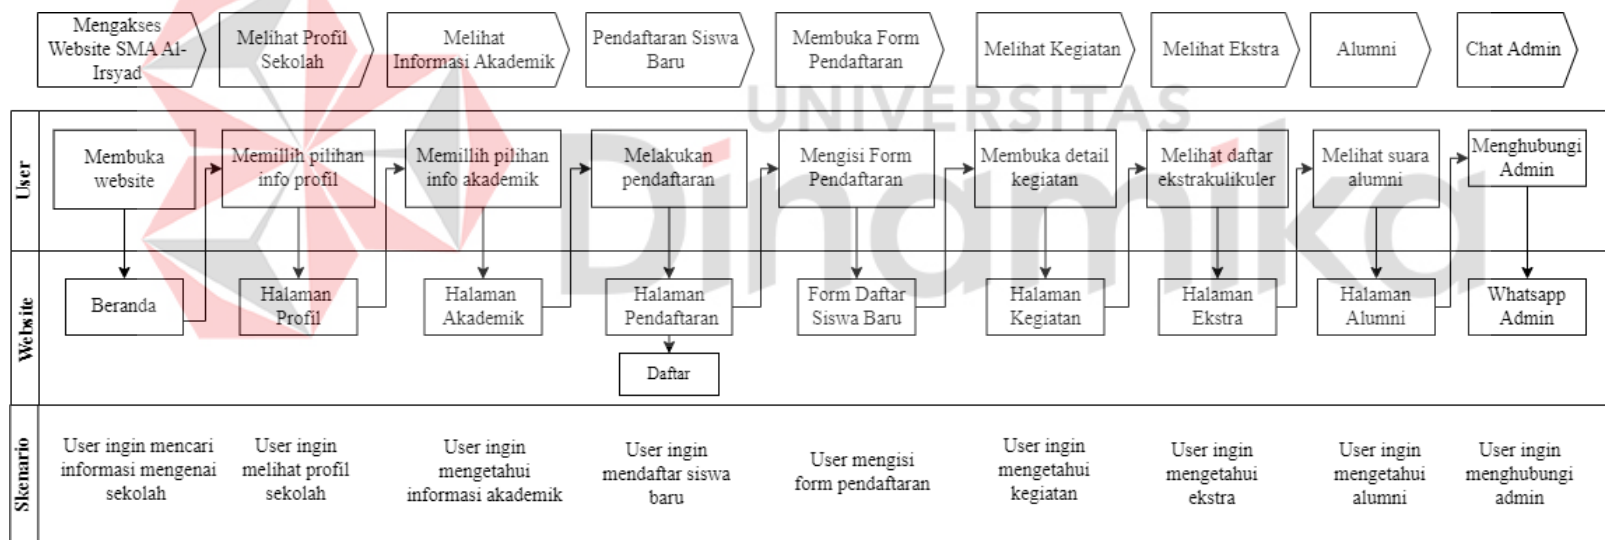 Mengakses
Website SMA Al-
Irsyad
Melihat Profil
Sekolah
Melihat
Informasi Akademik
Pendaftaran Siswa
Baru
Membuka Form
Pendaftaran
Melihat Kegiatan
Melihat Ekstra
Alumni
Chat Admin
UNIVERSITAS
Dinamika
User
Membuka
website
Memillih pilihan
info profil
Memillih pilihan
info akademik
Melakukan
pendaftaran
Mengisi Form
Pendaftaran
Membuka detail
kegiatan
Melihat daftar
ekstrakulikuler
Melihat suara
alumni
Menghubungi
Admin
Website
Beranda
Halaman
Profil
Halaman
Akademik
Halaman
Pendaftaran
Form Daftar
Siswa Baru
Halaman
Kegiatan
Halaman
Ekstra
Halaman
Alumni
Whatsapp
Admin
Daftar
Skenario
User ingin mencari
informasi mengenai
sekolah
User ingin
melihat profil
sekolah
User ingin
mengetahui
informasi akademik
User ingin
mendaftar siswa
baru
User mengisi
form pendaftaran
User ingin
mengetahui
kegiatan
User ingin
mengetahui
ekstra
User ingin
mengetahui
alumni
User ingin
menghubungi
admin